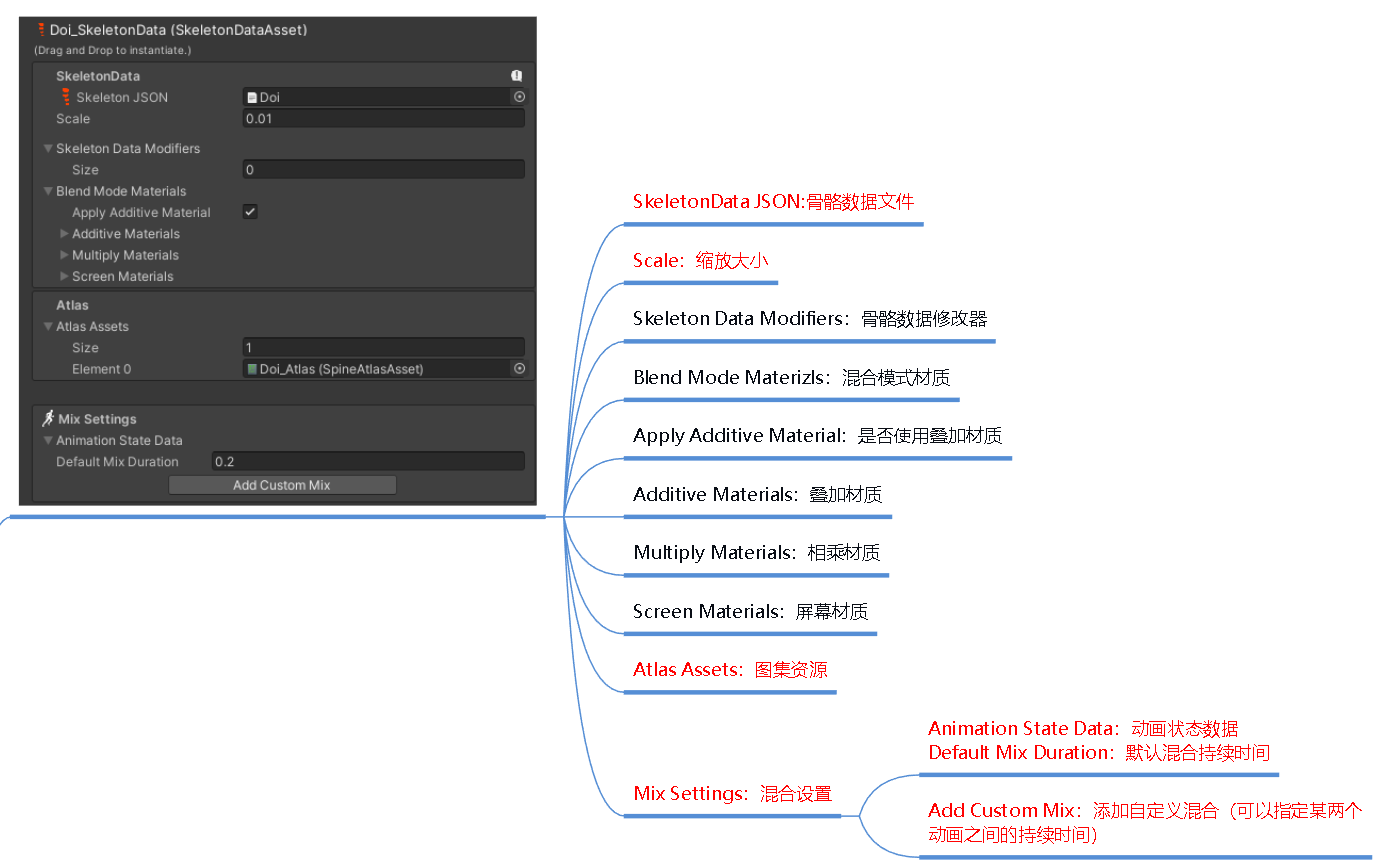 Doi_SkeletonData (SkeletonDataAsset)
(Drag and Drop to instantiate.)
SkeletonData
Skeleton JSON Doi
Scale 0.01
Skeleton Data Modifiers
Size 0
Blend Mode Materials
Apply Additive Material
Additive Materials
Multiply Materials
Screen Materials
Atlas
Atlas Assets
Size 1
Element 0 Doi_Atlas (SpineAtlasAsset)
Mix Settings
Animation State Data
Default Mix Duration 0.2
Add Custom Mix
SkeletonData JSON:骨骼数据文件
Scale：缩放大小
Skeleton Data Modifiers：骨骼数据修改器
Blend Mode Materizls：混合模式材质
Apply Additive Material：是否使用叠加材质
Additive Materials：叠加材质
Multiply Materials：相乘材质
Screen Materials：屏幕材质
Atlas Assets：图集资源
Mix Settings：混合设置
Animation State Data：动画状态数据
Default Mix Duration：默认混合持续时间
Add Custom Mix：添加自定义混合（可以指定某两个
动画之间的持续时间）